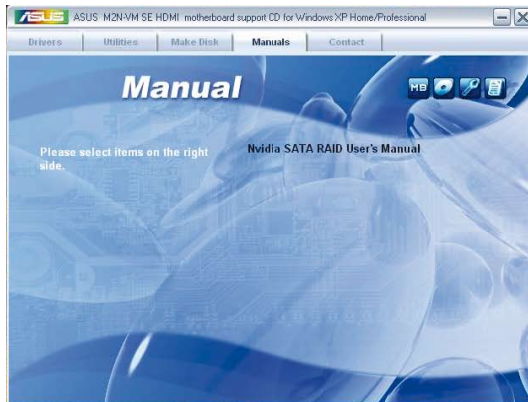 ASUS ASUS M2N-VM SE HDMI motherboard support CD for Windows XP Home/Professional
Drivers Utilities Make Disk Manuals Contact
Manual
MB
Please select items on the right side.
Nvidia SATA RAID User's Manual